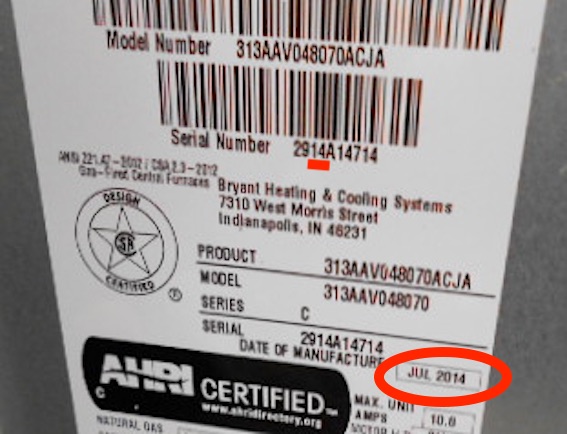 Model Number 313AAV048070ACJA
Serial Number 2914A14714
ANSI Z21.47-2012 / CSA 2.3-2012
Gas-Fired Central Furnaces
Bryant Heating & Cooling Systems
7310 West Morris Street
Indianapolis, IN 46231
DESIGN
CERTIFIED
®
PRODUCT 313AAV048070ACJA
MODEL 313AAV048070
SERIES C
SERIAL 2914A14714
DATE OF MANUFACTURE JUL 2014
AHRI CERTIFIED™
www.ahridirectory.org
C
MAX. UNIT
AMPS 10.0
NATURAL GAS